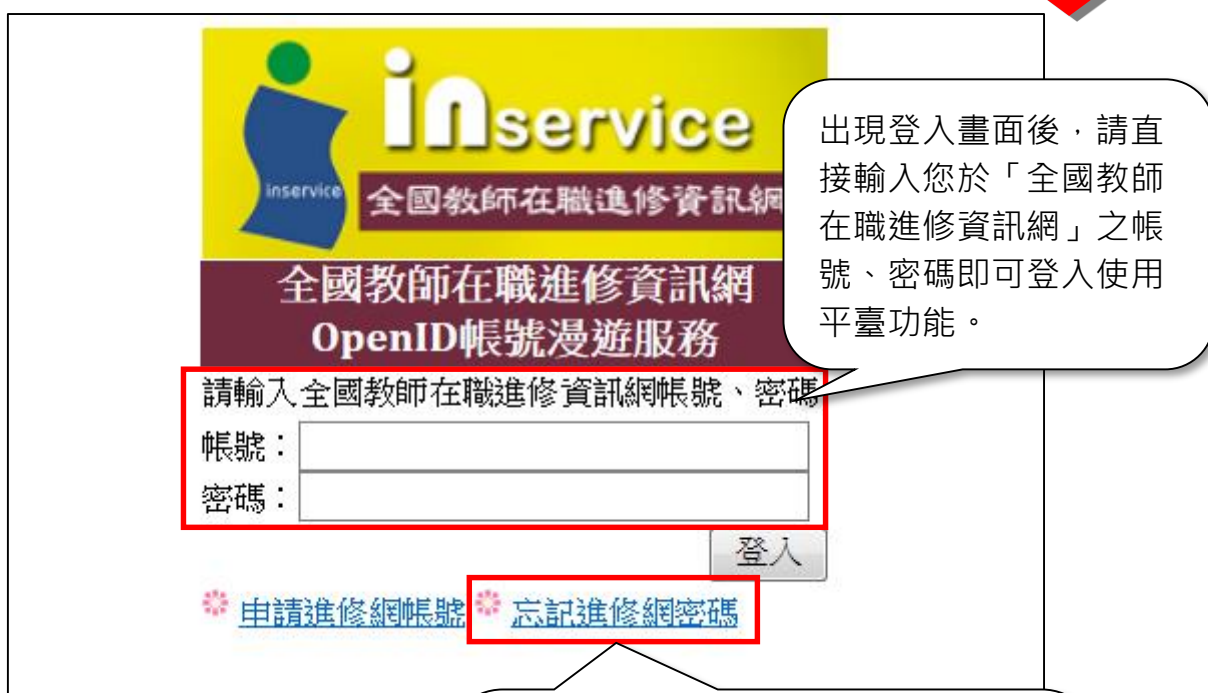 inservice
inservice
全國教師在職進修資訊網
全國教師在職進修資訊網
OpenID帳號漫遊服務
出現登入畫面後，請直
接輸入您於「全國教師
在職進修資訊網」之帳
號、密碼即可登入使用
平臺功能。
請輸入全國教師在職進修資訊網帳號、密碼
帳號：
密碼：
登入
申請進修網帳號 忘記進修網密碼